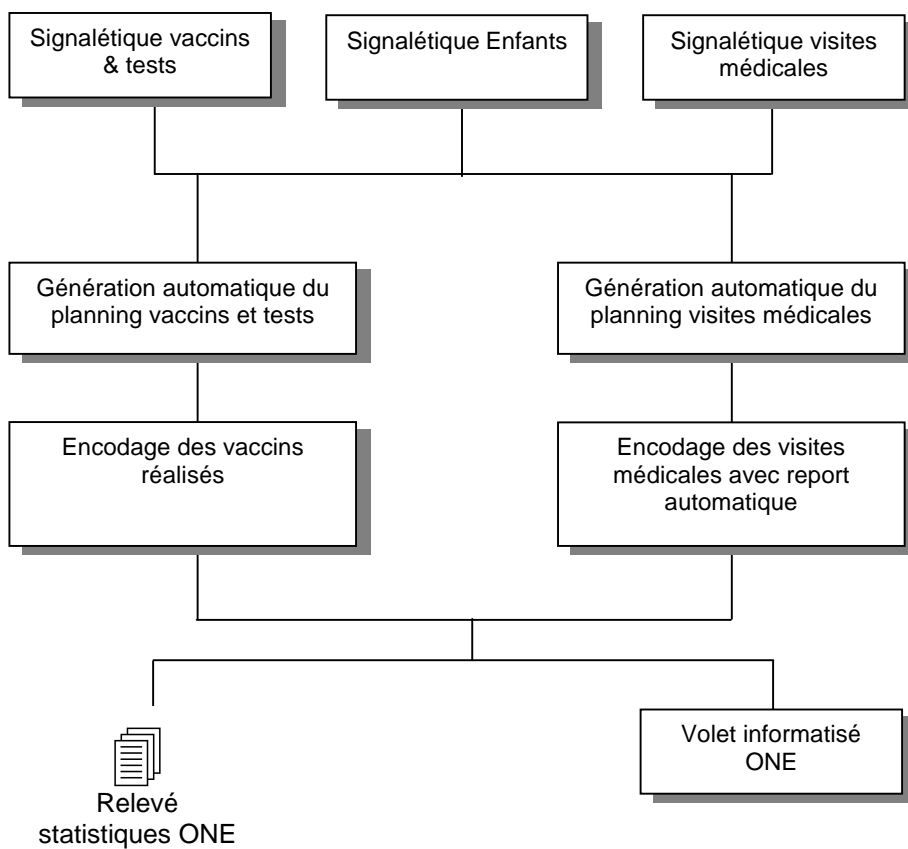 Signalétique vaccins
& tests
Signalétique Enfants
Signalétique visites
médicales
Génération automatique du
planning vaccins et tests
Génération automatique du
planning visites médicales
Encodage des vaccins
réalisés
Encodage des visites
médicales avec report
automatique
Relevé
statistiques ONE
Volet informatisé
ONE